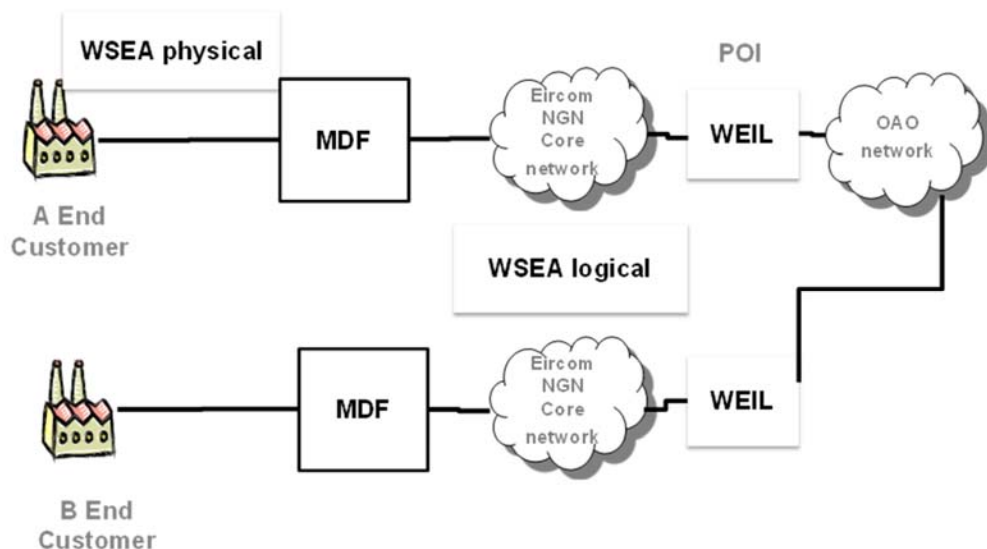 WSEA physical
POI
MDF
Eircom
NGN
Core
network
WEIL
OAO
network
A End
Customer
WSEA logical
MDF
Eircom
NGN
Core
network
WEIL
B End
Customer